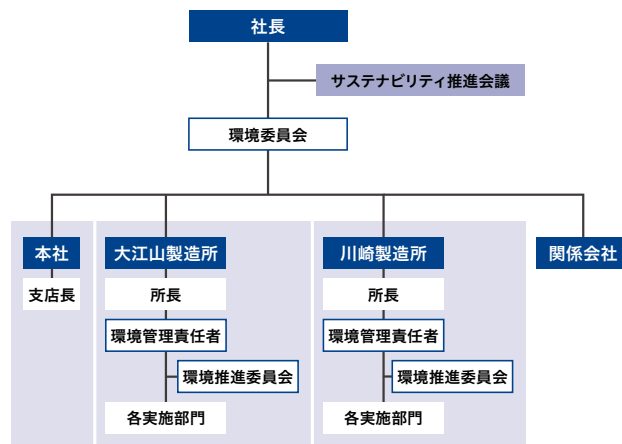 社長
サステナビリティ推進会議
環境委員会
本社
大江山製造所
川崎製造所
関係会社
支店長
所長
所長
環境管理責任者
環境管理責任者
環境推進委員会
環境推進委員会
各実施部門
各実施部門